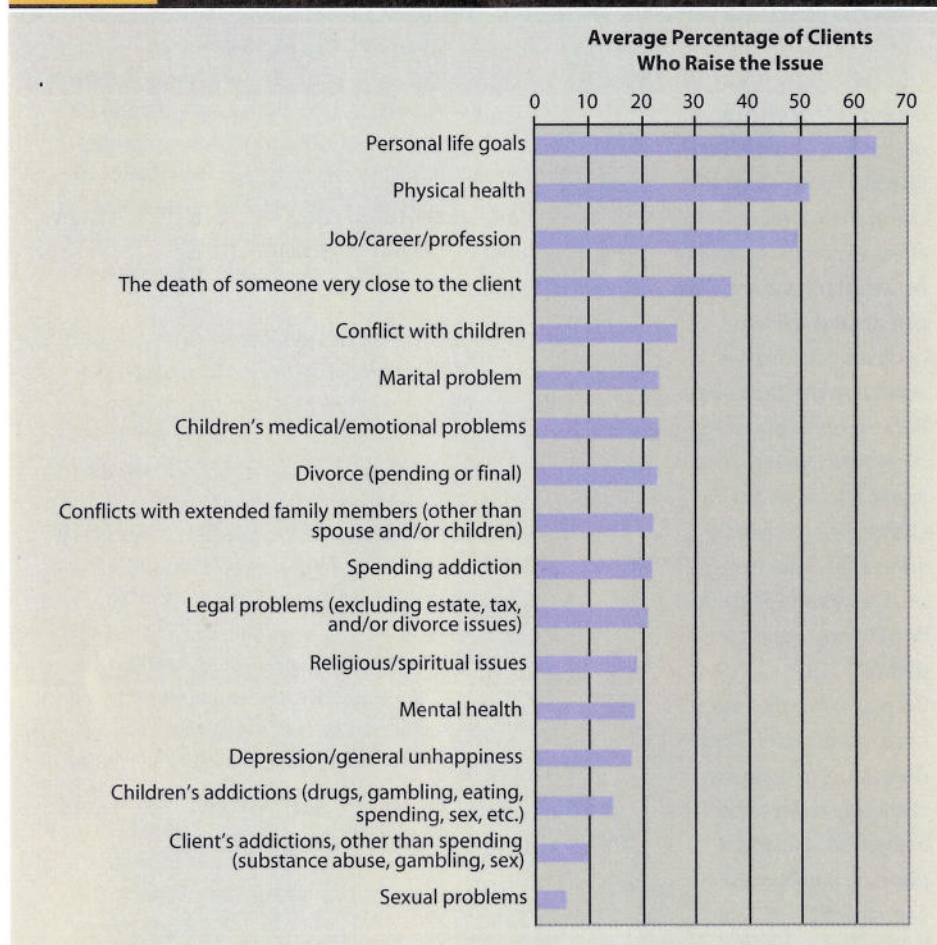 Average Percentage of Clients
Who Raise the Issue
0 10 20 30 40 50 60 70
Personal life goals
Physical health
Job/career/profession
The death of someone very close to the client
Conflict with children
Marital problem
Children's medical/emotional problems
Divorce (pending or final)
Conflicts with extended family members (other than
spouse and/or children)
Spending addiction
Legal problems (excluding estate, tax,
and/or divorce issues)
Religious/spiritual issues
Mental health
Depression/general unhappiness
Children's addictions (drugs, gambling, eating,
spending, sex, etc.)
Client's addictions, other than spending
(substance abuse, gambling, sex)
Sexual problems